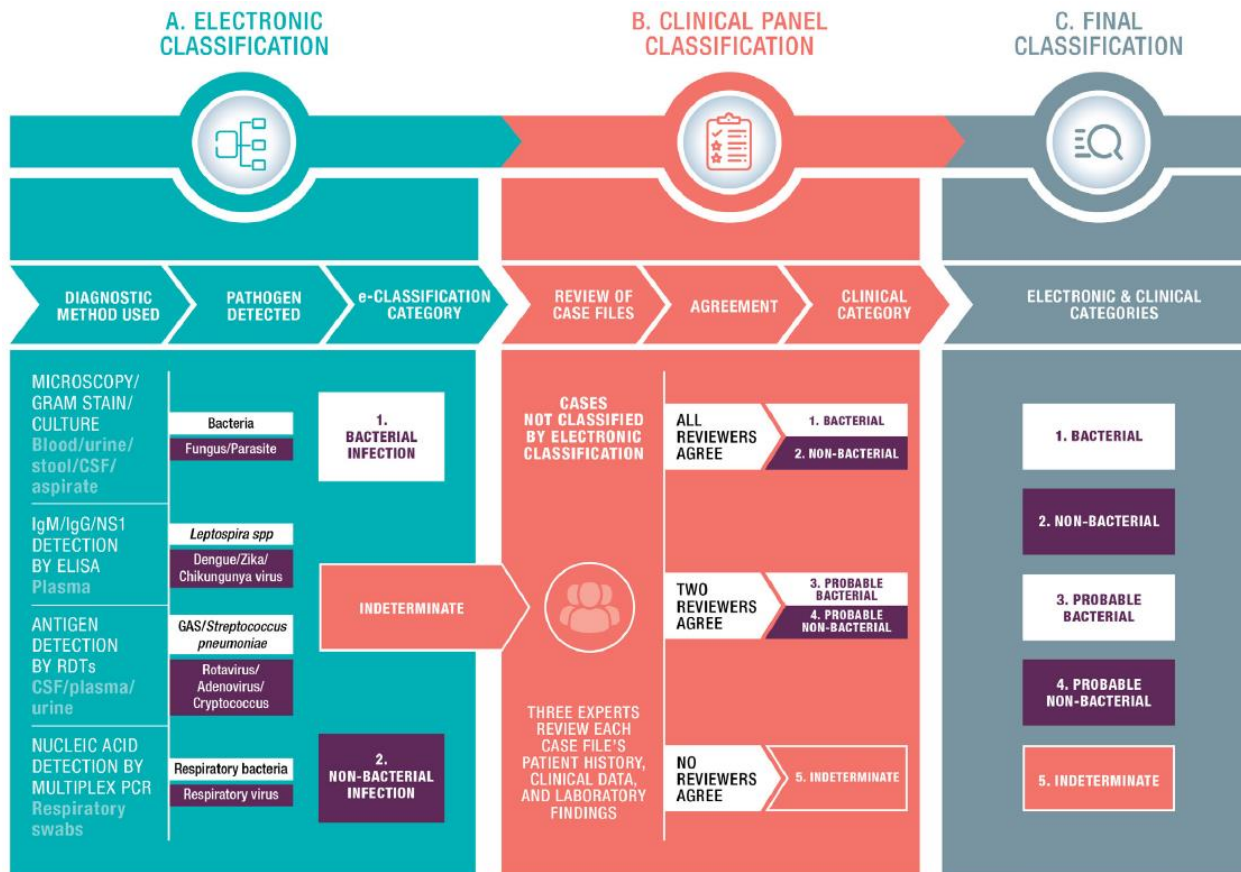 A. ELECTRONIC
CLASSIFICATION
B. CLINICAL PANEL
CLASSIFICATION
C. FINAL
CLASSIFICATION
DIAGNOSTIC
METHOD USED
PATHOGEN
DETECTED
e-CLASSIFICATION
CATEGORY
REVIEW OF
CASE FILES
AGREEMENT
CLINICAL
CATEGORY
ELECTRONIC & CLINICAL
CATEGORIES
MICROSCOPY/
GRAM STAIN/
CULTURE
Blood/urine/
stool/CSF/
aspirate
Bacteria
Fungus/Parasite
IgM/IgG/NS1
DETECTION
BY ELISA
Plasma
Leptospira spp
Dengue/Zika/
Chikungunya virus
ANTIGEN
DETECTION
BY RDTs
CSF/plasma/
urine
GAS/Streptococcus
pneumoniae
Rotavirus/
Adenovirus/
Cryptococcus
NUCLEIC ACID
DETECTION BY
MULTIPLEX PCR
Respiratory
swabs
Respiratory bacteria
Respiratory virus
1.
BACTERIAL
INFECTION
INDETERMINATE
2.
NON-BACTERIAL
INFECTION
CASES
NOT CLASSIFIED
BY ELECTRONIC
CLASSIFICATION
THREE EXPERTS
REVIEW EACH
CASE FILE'S
PATIENT HISTORY,
CLINICAL DATA,
AND LABORATORY
FINDINGS
ALL
REVIEWERS
AGREE
1. BACTERIAL
2. NON-BACTERIAL
TWO
REVIEWERS
AGREE
3. PROBABLE
BACTERIAL
4. PROBABLE
NON-BACTERIAL
NO
REVIEWERS
AGREE
5. INDETERMINATE
1. BACTERIAL
2. NON-BACTERIAL
3. PROBABLE
BACTERIAL
4. PROBABLE
NON-BACTERIAL
5. INDETERMINATE